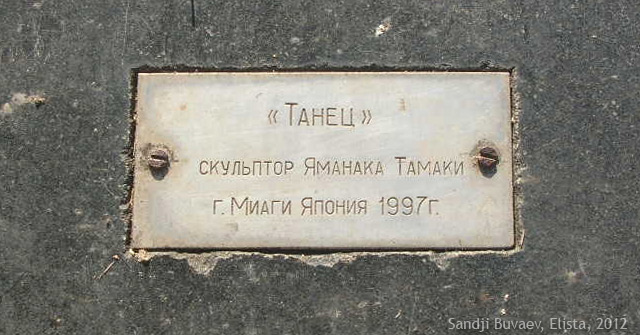 «Танец»
скульптор Яманака Тамаки
г. Миаги Япония 1997г.
Sandji Buvaev, Elista, 2012